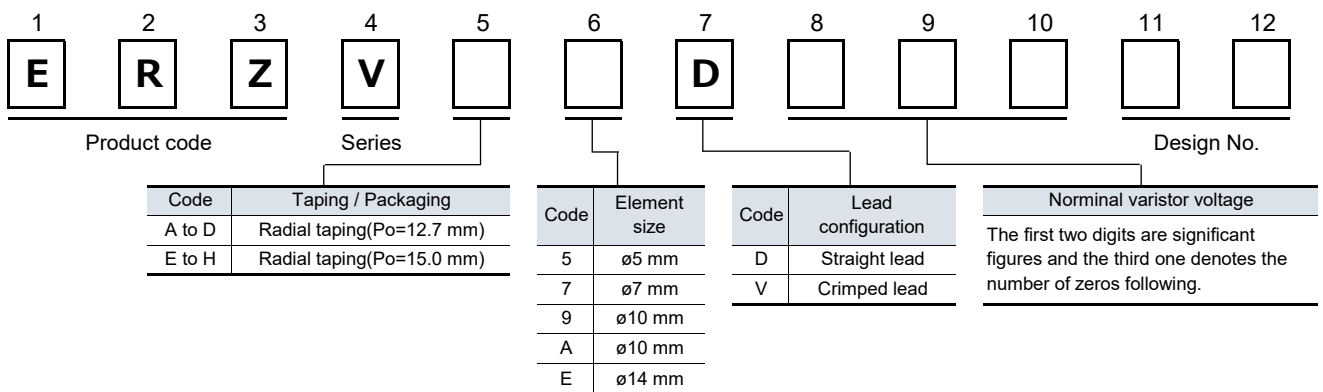 1 2 3 4 5 6 7 8 9 10 11 12
E R Z V D
Product code Series Design No.
Code Taping / Packaging
A to D Radial taping(Po=12.7 mm)
E to H Radial taping(Po=15.0 mm)
Code Element
size
5 ø5 mm
7 ø7 mm
9 ø10 mm
A ø10 mm
E ø14 mm
Code Lead
configuration
D Straight lead
V Crimped lead
Norminal varistor voltage
The first two digits are significant
figures and the third one denotes the
number of zeros following.